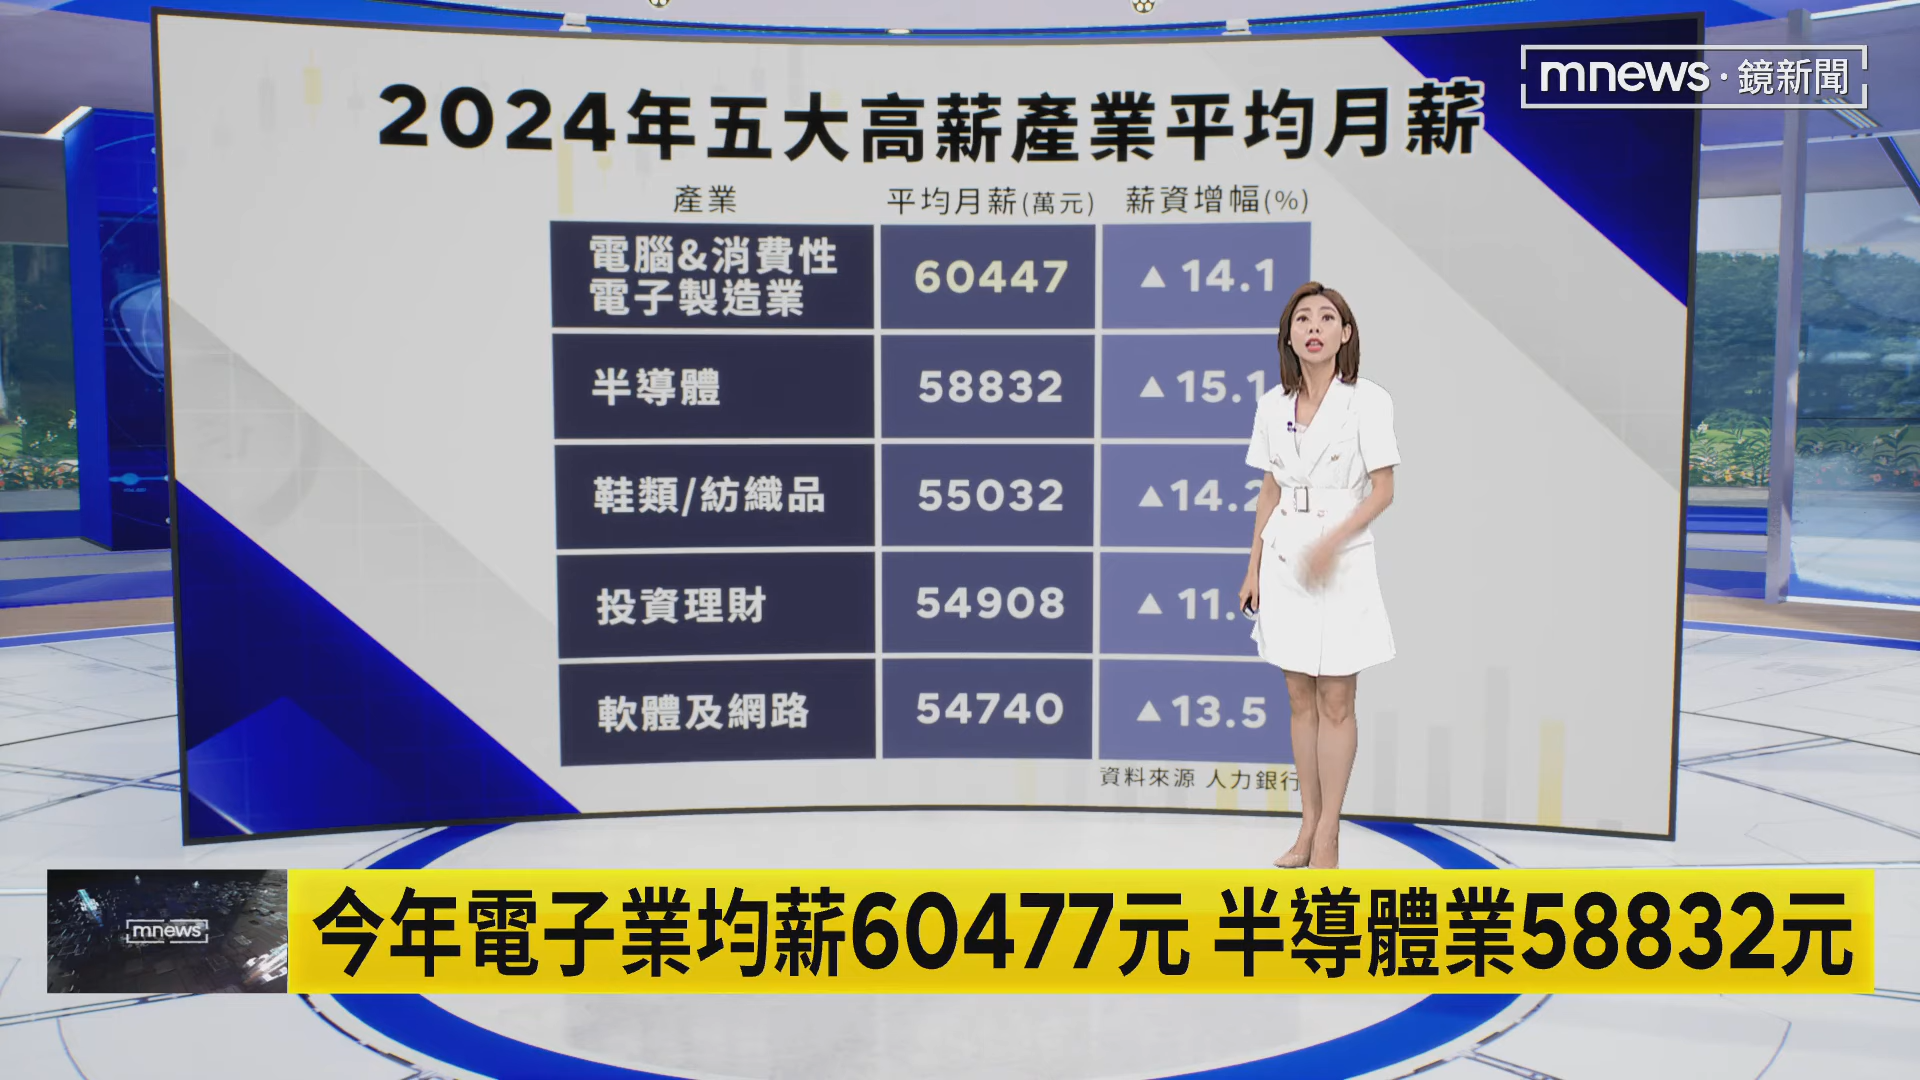 mnews·鏡新聞
2024年五大高薪產業平均月薪
產業 平均月薪(萬元) 薪資增幅(%)
電腦&消費性
電子製造業 60447 ▲14.1
半導體 58832 ▲15.1
鞋類/紡織品 55032 ▲14.2
投資理財 54908 ▲11.
軟體及網路 54740 ▲13.5
資料來源 人力銀行
mnews
今年電子業均薪60477元 半導體業58832元